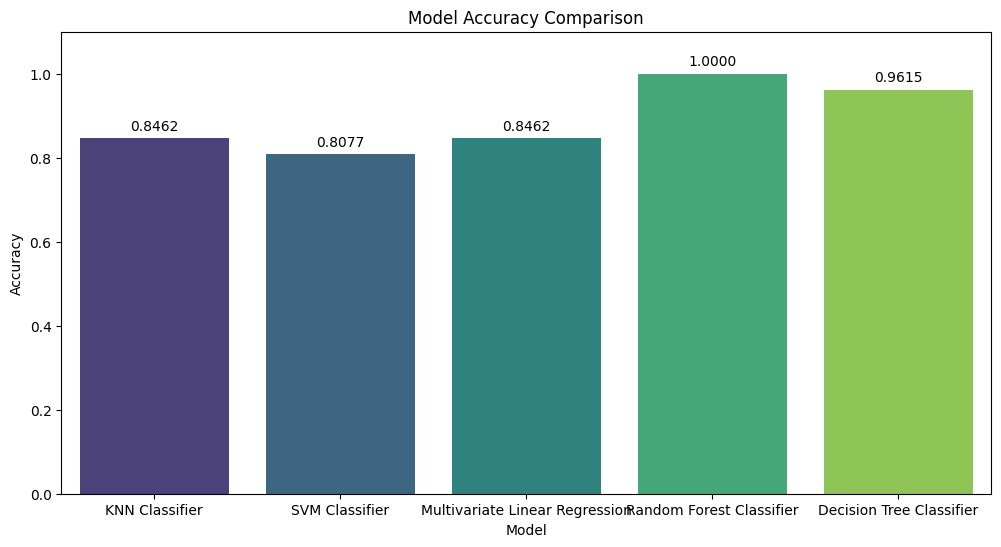 Model Accuracy Comparison
1.0000
0.9615
0.8462
0.8077
0.8462
1.0
0.8
0.6
0.4
0.2
0.0
Accuracy
KNN Classifier
SVM Classifier
Multivariate Linear Regression
Random Forest Classifier
Decision Tree Classifier
Model